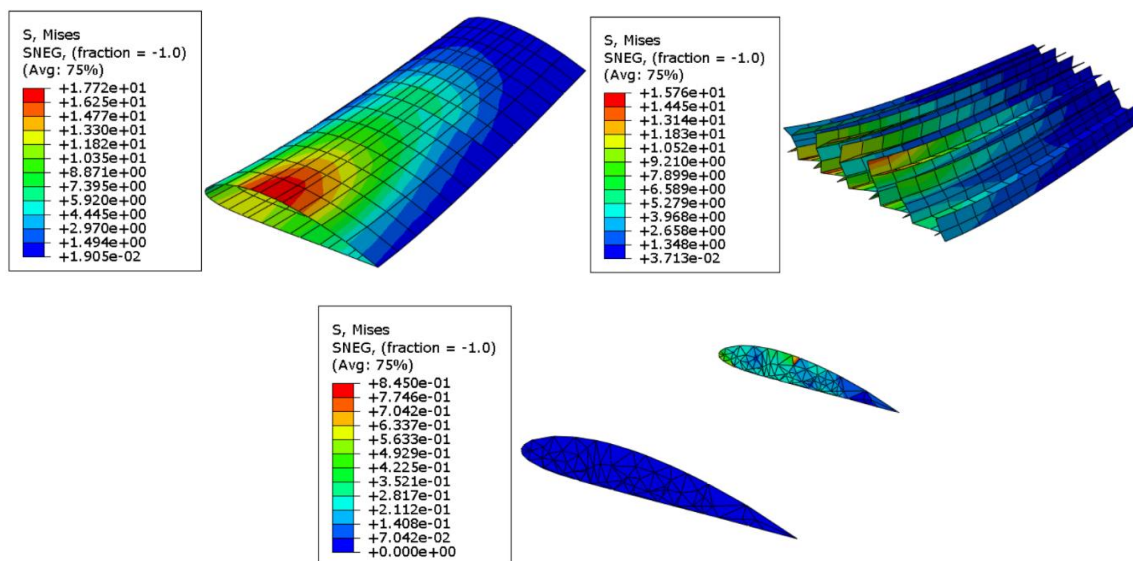 S, Mises
SNEG, (fraction = -1.0)
(Avg: 75%)
+1.772e+01
+1.625e+01
+1.477e+01
+1.330e+01
+1.182e+01
+1.035e+01
+8.871e+00
+7.395e+00
+5.920e+00
+4.445e+00
+2.970e+00
+1.494e+00
+1.905e-02
S, Mises
SNEG, (fraction = -1.0)
(Avg: 75%)
+1.576e+01
+1.445e+01
+1.314e+01
+1.183e+01
+1.052e+01
+9.210e+00
+7.899e+00
+6.589e+00
+5.279e+00
+3.968e+00
+2.658e+00
+1.348e+00
+3.713e-02
S, Mises
SNEG, (fraction = -1.0)
(Avg: 75%)
+8.450e-01
+7.746e-01
+7.042e-01
+6.337e-01
+5.633e-01
+4.929e-01
+4.225e-01
+3.521e-01
+2.817e-01
+2.112e-01
+1.408e-01
+7.042e-02
+0.000e+00